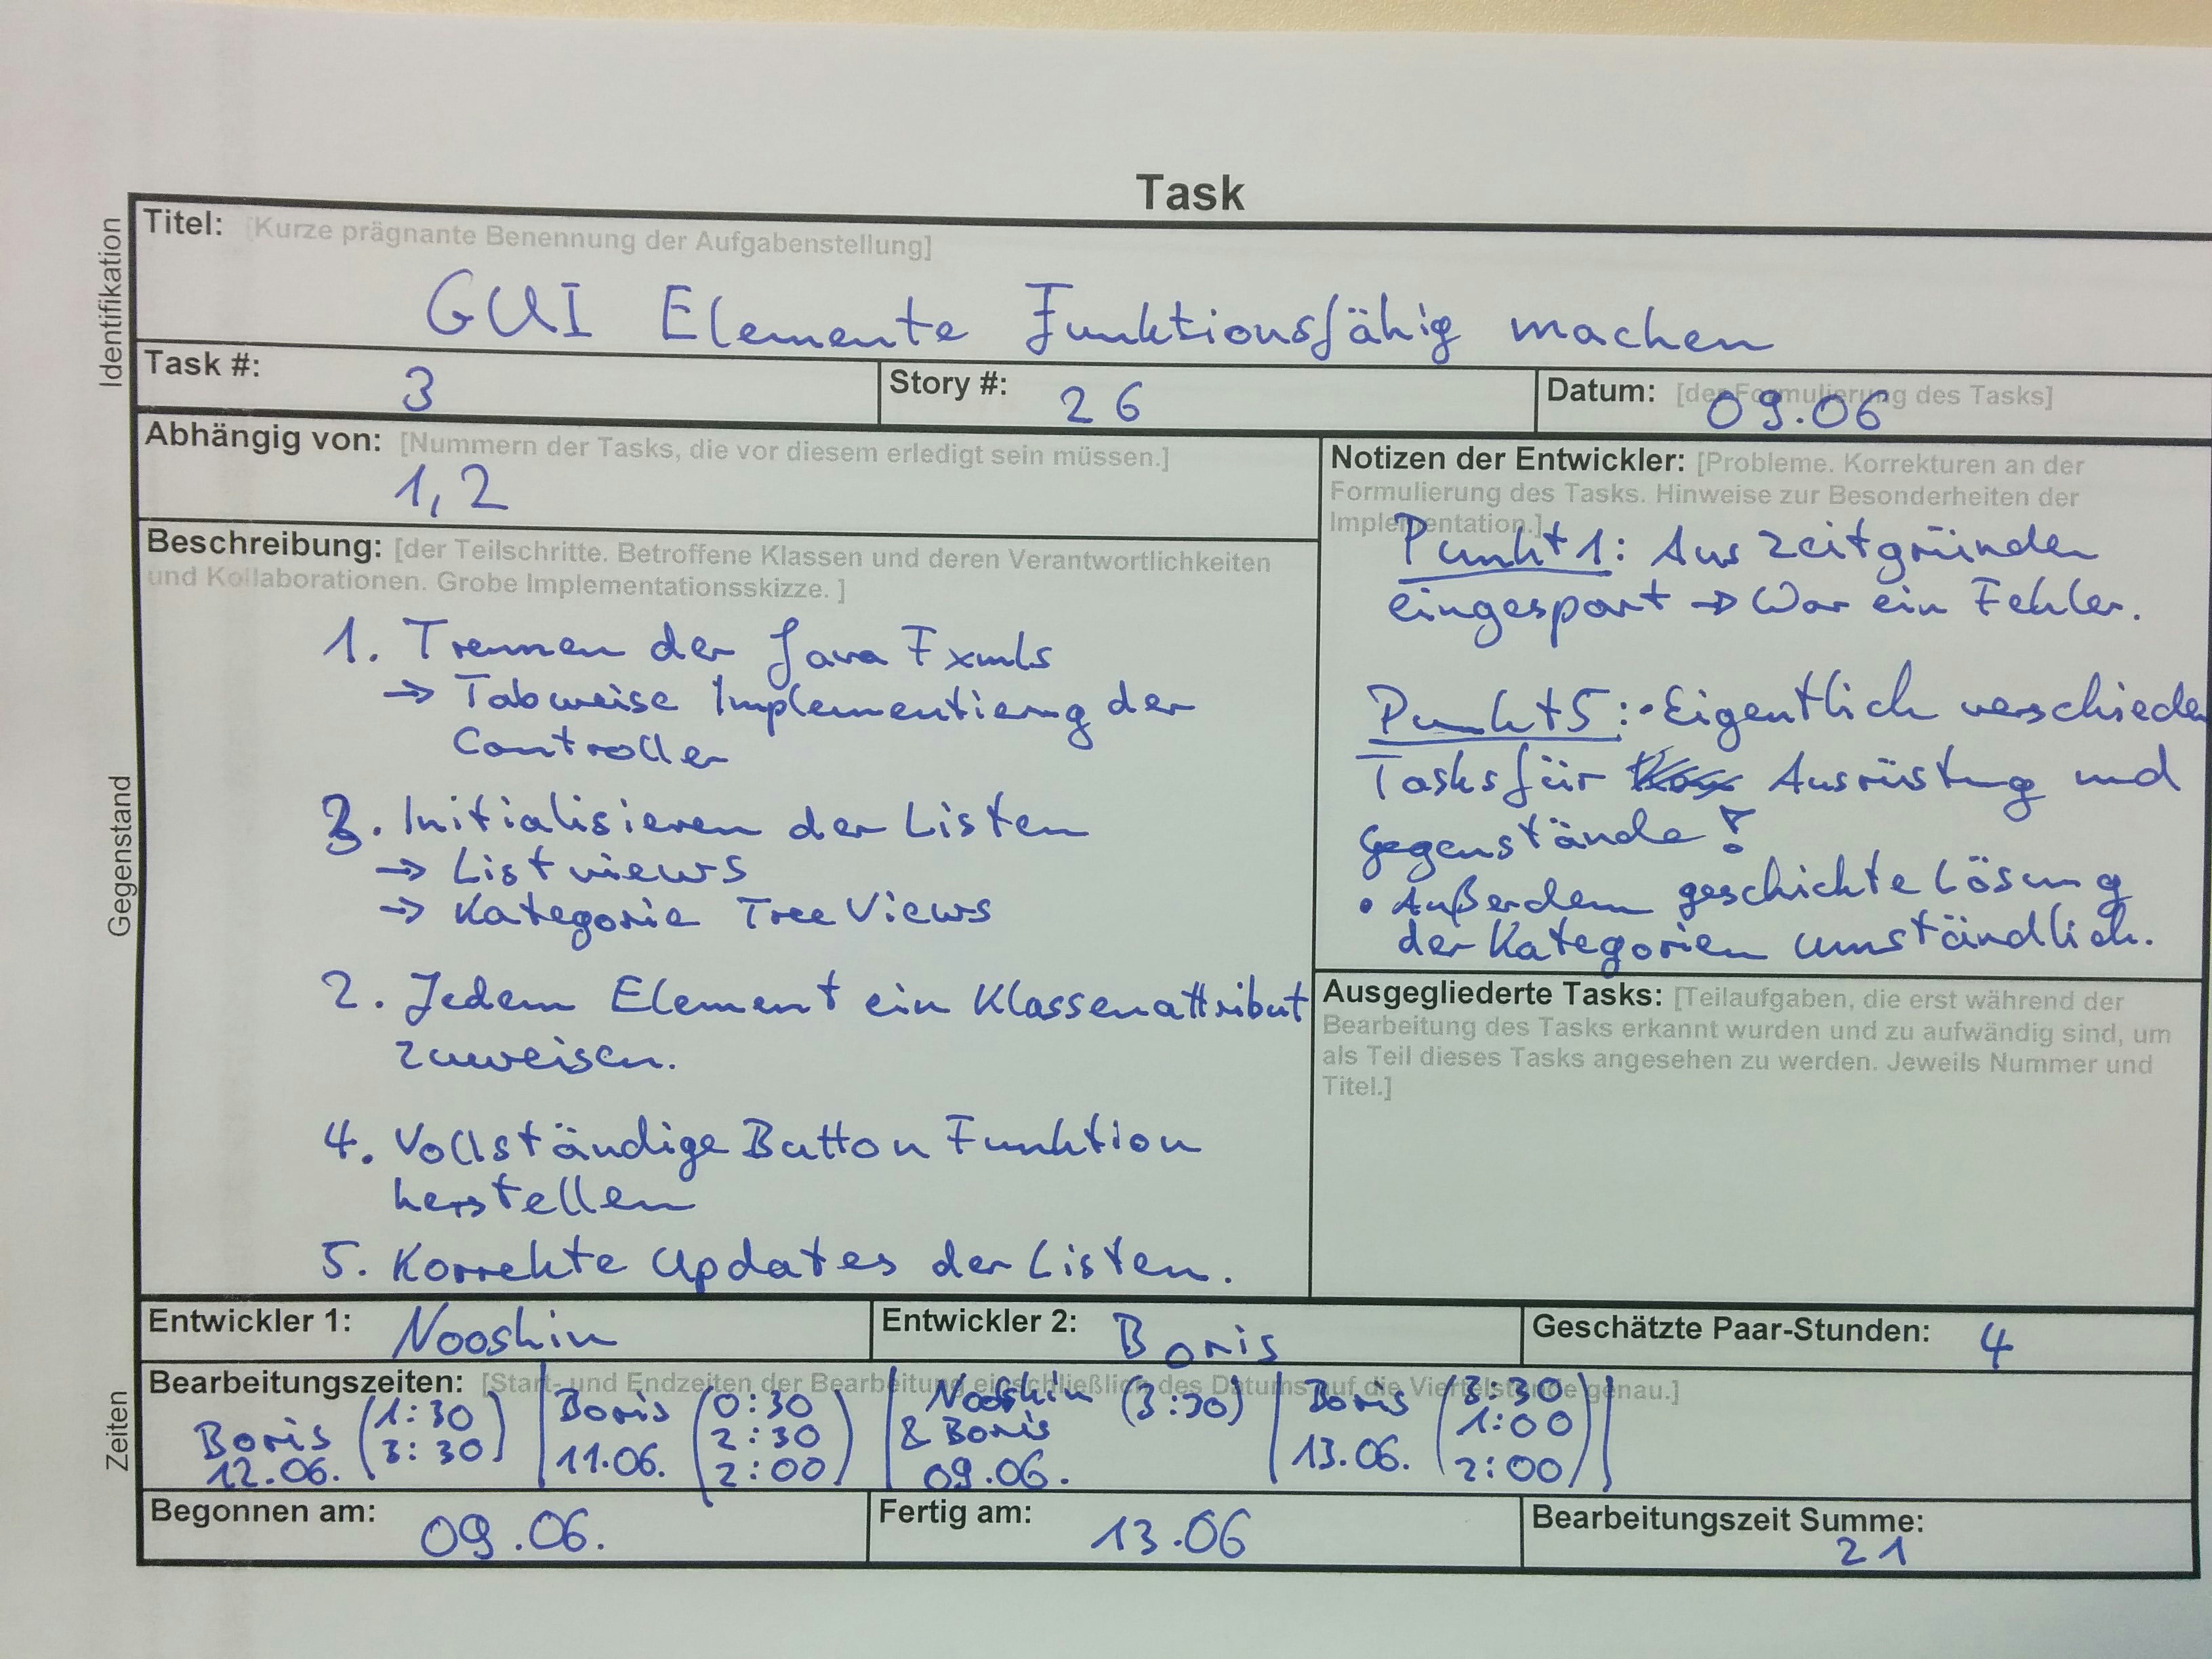 Task
Identifikation
Titel: [Kurze prägnante Benennung der Aufgabenstellung]
GUI Elemente Funktionsfähig machen
Task #: 3
Story #: 26
Datum: [der Formulierung des Tasks] 09.06
Abhängig von: [Nummern der Tasks, die vor diesem erledigt sein müssen.]
1, 2
Gegenstand
Beschreibung: [der Teilschritte. Betroffene Klassen und deren Verantwortlichkeiten
und Kollaborationen. Grobe Implementationsskizze. ]
1. Trennen der Java Fxmls
→ Tabweise Implementierung der
Controller
3. Initialisieren der Listen
→ Listviews
→ Kategorie TreeViews
2. Jedem Element ein Klassenattribut
zuweisen.
4. Vollständige Button Funktion
herstellen
5. Korrekte Updates der Listen.
Notizen der Entwickler: [Probleme. Korrekturen an der
Formulierung des Tasks. Hinweise zur Besonderheiten der
Implementation.]
Punkt 1: Aus Zeitgründen
eingespart → War ein Fehler.
Punkt 5: • Eigentlich verschieden
Tasks für Ausrüstung und
Gegenstände!
• Außerdem geschichte Lösung
der Kategorien umständlich.
Ausgegliederte Tasks: [Teilaufgaben, die erst während der
Bearbeitung des Tasks erkannt wurden und zu aufwändig sind, um
als Teil dieses Tasks angesehen zu werden. Jeweils Nummer und
Titel.]
Zeiten
Entwickler 1: Nooshin
Entwickler 2: Boris
Geschätzte Paar-Stunden: 4
Bearbeitungszeiten: [Start- und Endzeiten der Bearbeitung einschließlich des Datums auf die Viertelstunde genau.]
Boris 12.06. (1:30 3:30)
Boris 11.06. (0:30 2:30 2:00)
Nooshin & Boris 09.06. (3:30)
Boris 13.06. (3:30 1:00 2:00)
Begonnen am: 09.06.
Fertig am: 13.06
Bearbeitungszeit Summe: 21